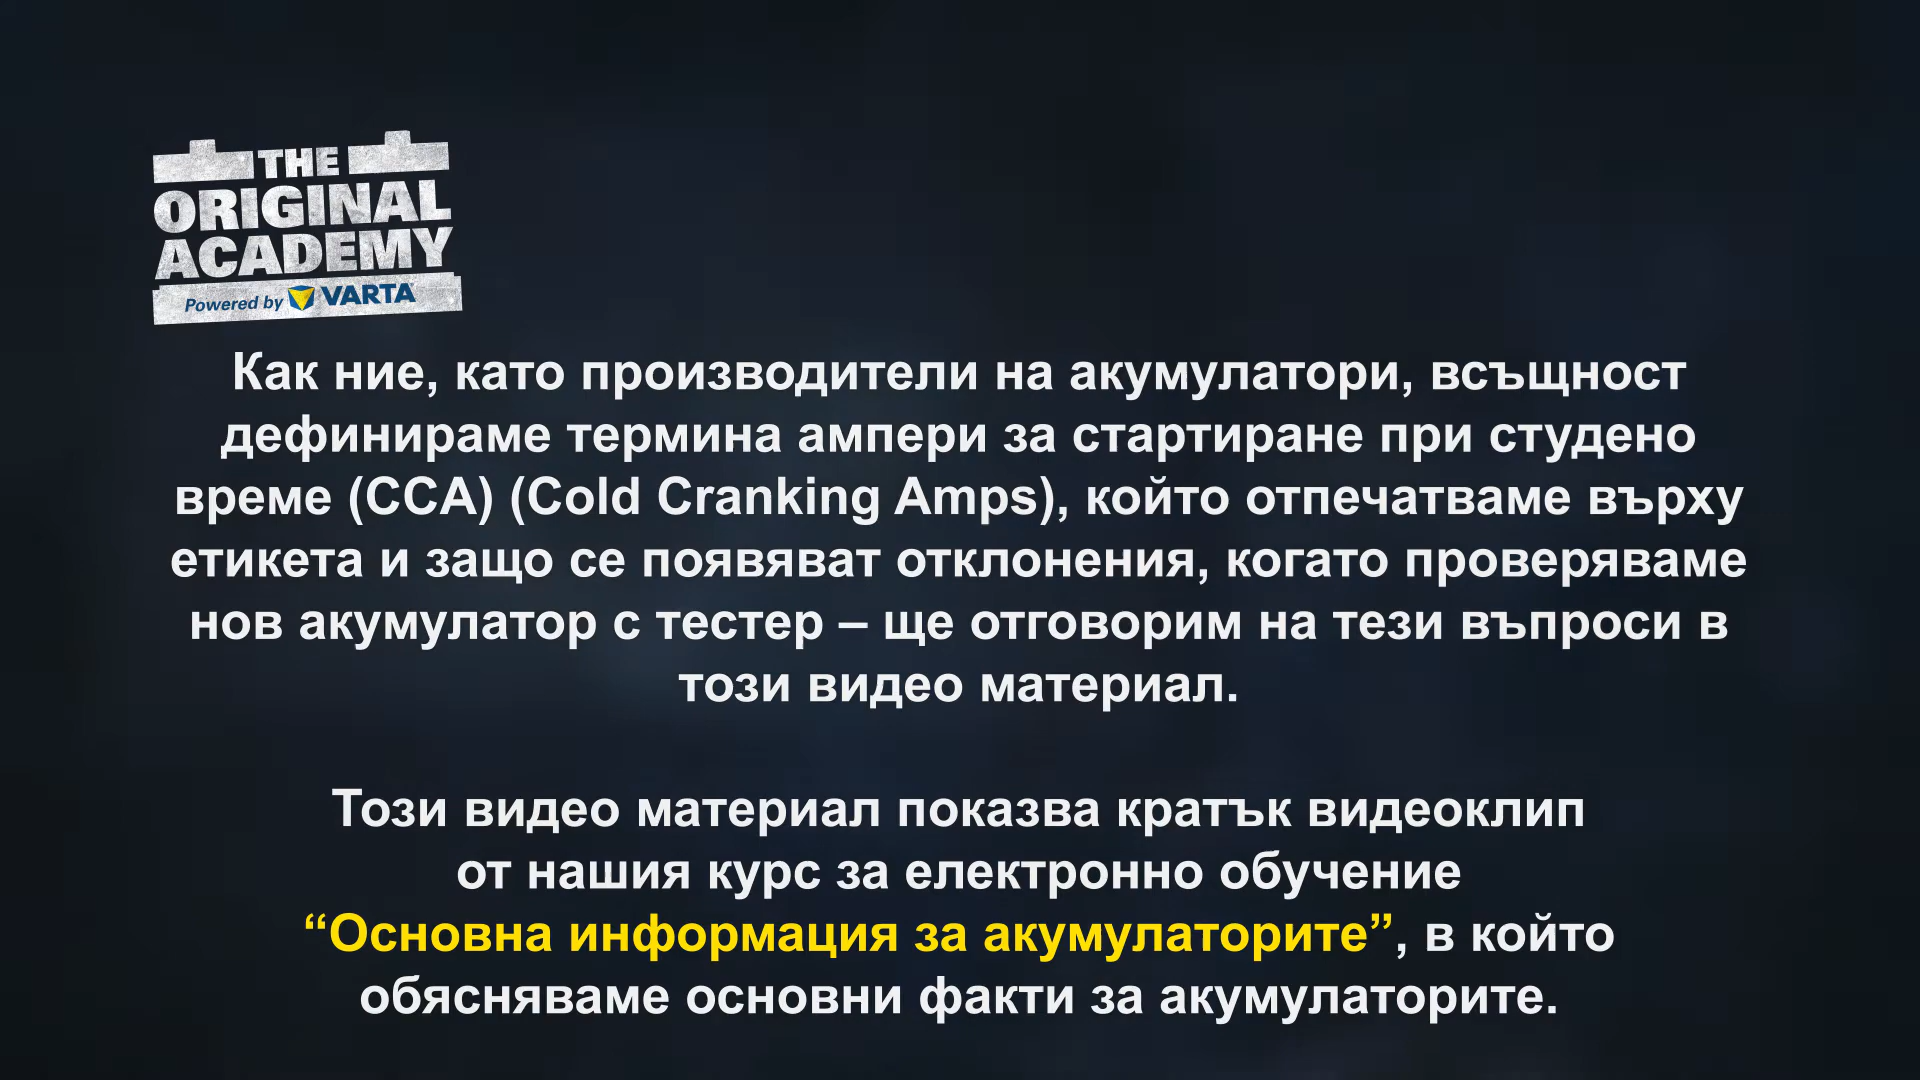 THE
ORIGINAL
ACADEMY
Powered by VARTA
Как ние, като производители на акумулатори, всъщност
дефинираме термина ампери за стартиране при студено
време (CCA) (Cold Cranking Amps), който отпечатваме върху
етикета и защо се появяват отклонения, когато проверяваме
нов акумулатор с тестер – ще отговорим на тези въпроси в
този видео материал.
Този видео материал показва кратък видеоклип
от нашия курс за електронно обучение
“Основна информация за акумулаторите”, в който
обясняваме основни факти за акумулаторите.